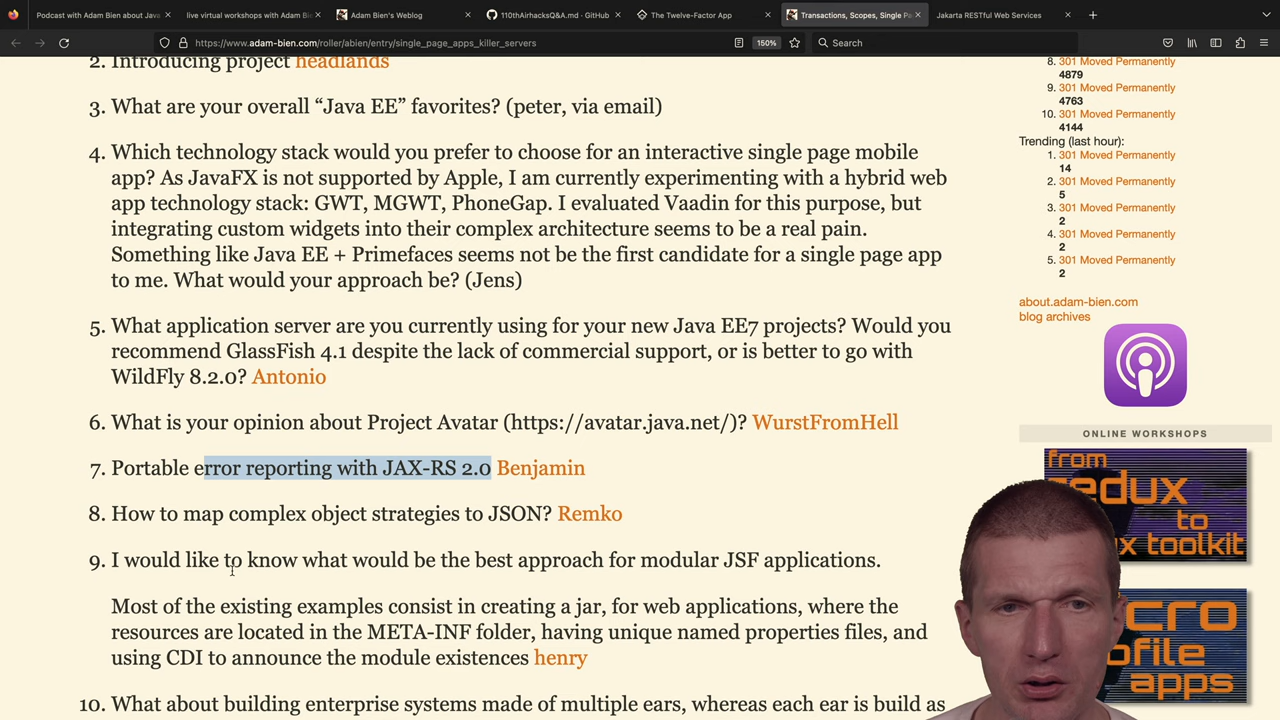 Podcast with Adam Bien about Java
live virtual workshops with Adam Bi
Adam Bien's Weblog
110thAirhacksQ&A.md · GitHub
The Twelve-Factor App
Transactions, Scopes, Single Pa
Jakarta RESTful Web Services
https://www.adam-bien.com/roller/abien/entry/single_page_apps_killer_servers
150%
Search
2. Introducing project headlands
3. What are your overall “Java EE” favorites? (peter, via email)
4. Which technology stack would you prefer to choose for an interactive single page mobile
app? As JavaFX is not supported by Apple, I am currently experimenting with a hybrid web
app technology stack: GWT, MGWT, PhoneGap. I evaluated Vaadin for this purpose, but
integrating custom widgets into their complex architecture seems to be a real pain.
Something like Java EE + Primefaces seems not be the first candidate for a single page app
to me. What would your approach be? (Jens)
5. What application server are you currently using for your new Java EE7 projects? Would you
recommend GlassFish 4.1 despite the lack of commercial support, or is better to go with
WildFly 8.2.0? Antonio
6. What is your opinion about Project Avatar (https://avatar.java.net/)? WurstFromHell
7. Portable error reporting with JAX-RS 2.0 Benjamin
8. How to map complex object strategies to JSON? Remko
9. I would like to know what would be the best approach for modular JSF applications.
Most of the existing examples consist in creating a jar, for web applications, where the
resources are located in the META-INF folder, having unique named properties files, and
using CDI to announce the module existences henry
10. What about building enterprise systems made of multiple ears, whereas each ear is build as
8. 301 Moved Permanently
4879
9. 301 Moved Permanently
4763
10. 301 Moved Permanently
4144
Trending (last hour):
1. 301 Moved Permanently
14
2. 301 Moved Permanently
5
3. 301 Moved Permanently
2
4. 301 Moved Permanently
2
5. 301 Moved Permanently
2
about.adam-bien.com
blog archives
ONLINE WORKSHOPS
from
redux
to
toolkit
cro
ofile
apps